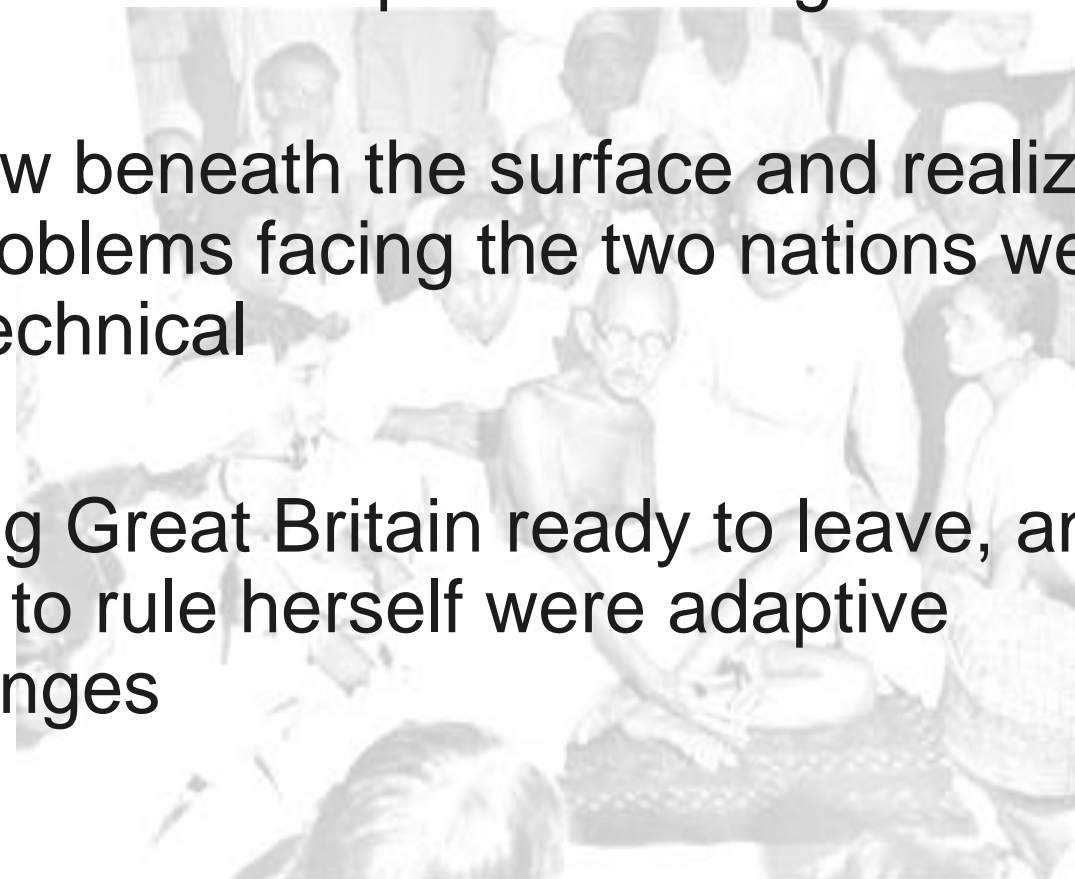 w beneath the surface and realiz
oblems facing the two nations we
echnical
g Great Britain ready to leave, an
to rule herself were adaptive
nges